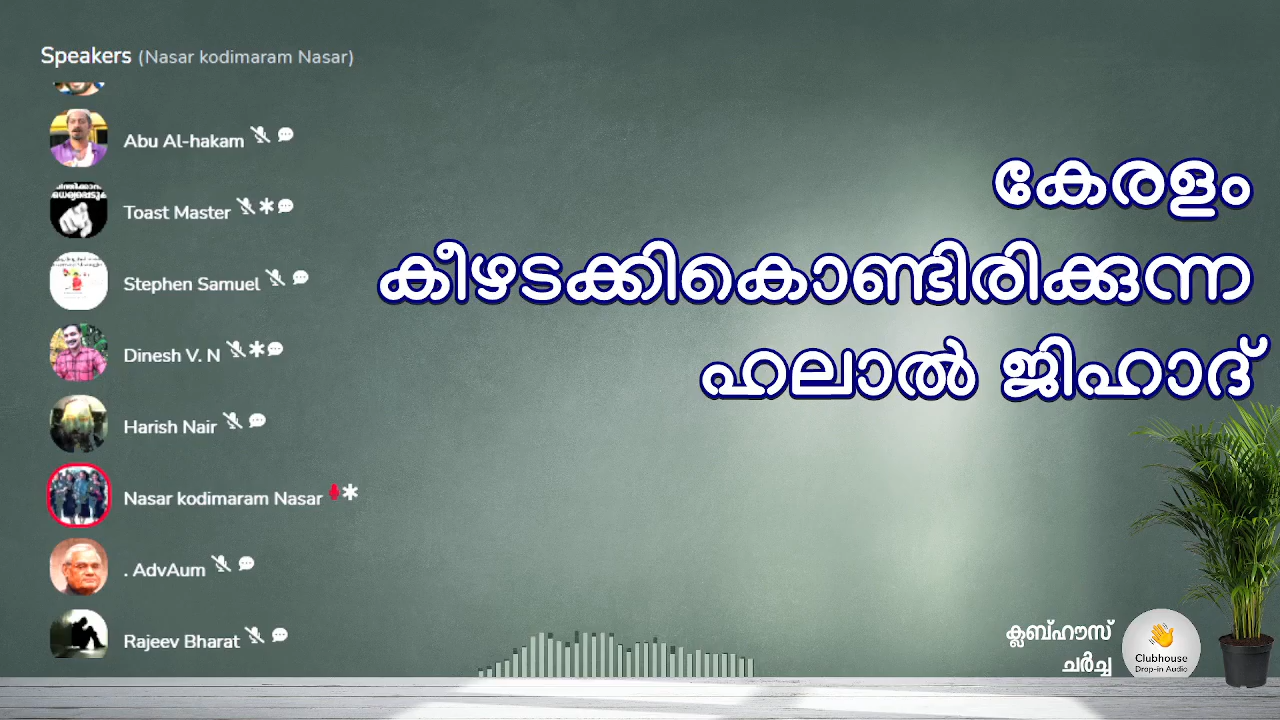 Speakers (Nasar kodimaram Nasar)
Abu Al-hakam
Toast Master
Stephen Samuel
Dinesh V. N
Harish Nair
Nasar kodimaram Nasar
. AdvAum
Rajeev Bharat
കേരളം
കീഴടക്കികൊണ്ടിരിക്കുന്ന
ഹലാൽ ജിഹാദ്
ക്ലബ്ഹൗസ്
ചർച്ച
Clubhouse
Drop-in Audio